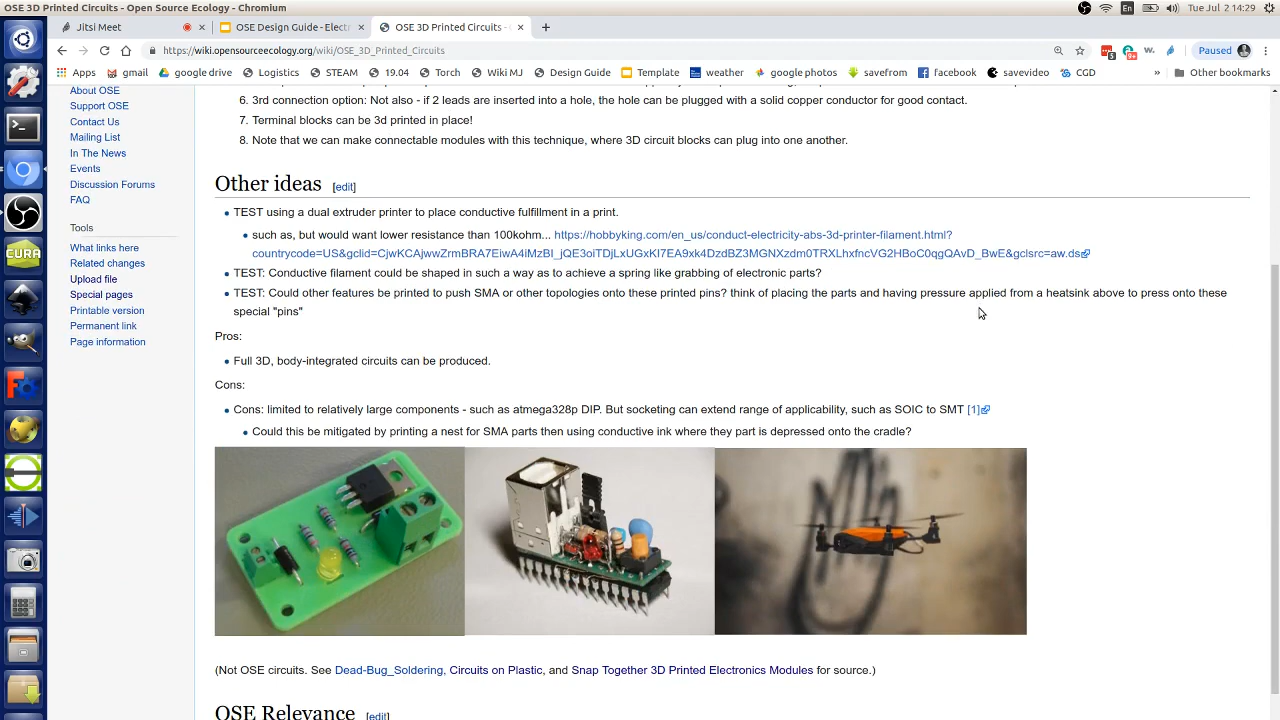 OSE 3D Printed Circuits - Open Source Ecology - Chromium
En
Tue Jul 2 14:29
Jitsi Meet
OSE Design Guide - Electr
OSE 3D Printed Circuits -
https://wiki.opensourceecology.org/wiki/OSE_3D_Printed_Circuits
5
9+
w.
Paused
Apps
gmail
google drive
Logistics
STEAM
19.04
Torch
Wiki MJ
Design Guide
Template
weather
google photos
savefrom
facebook
savevideo
CGD
»
Other bookmarks
About OSE
Support OSE
Contact Us
Mailing List
In The News
Events
Discussion Forums
FAQ
Tools
What links here
Related changes
Upload file
Special pages
Printable version
Permanent link
Page information
6. 3rd connection option: Not also - if 2 leads are inserted into a hole, the hole can be plugged with a solid copper conductor for good contact.
7. Terminal blocks can be 3d printed in place!
8. Note that we can make connectable modules with this technique, where 3D circuit blocks can plug into one another.
Other ideas [edit]
TEST using a dual extruder printer to place conductive fulfillment in a print.
such as, but would want lower resistance than 100kohm... https://hobbyking.com/en_us/conduct-electricity-abs-3d-printer-filament.html?
countrycode=US&gclid=CjwKCAjwwZrmBRA7EiwA4iMzBI_jQE3oiTDjLxUGxKI7EA9xk4DzdBZ3MGNXzdm0TRXLhxfncVG2HBoC0qgQAvD_BwE&gclsrc=aw.ds
TEST: Conductive filament could be shaped in such a way as to achieve a spring like grabbing of electronic parts?
TEST: Could other features be printed to push SMA or other topologies onto these printed pins? think of placing the parts and having pressure applied from a heatsink above to press onto these
special "pins"
Pros:
Full 3D, body-integrated circuits can be produced.
Cons:
Cons: limited to relatively large components - such as atmega328p DIP. But socketing can extend range of applicability, such as SOIC to SMT [1]
Could this be mitigated by printing a nest for SMA parts then using conductive ink where they part is depressed onto the cradle?
(Not OSE circuits. See Dead-Bug_Soldering, Circuits on Plastic, and Snap Together 3D Printed Electronics Modules for source.)
OSE Relevance [edit]
CURA